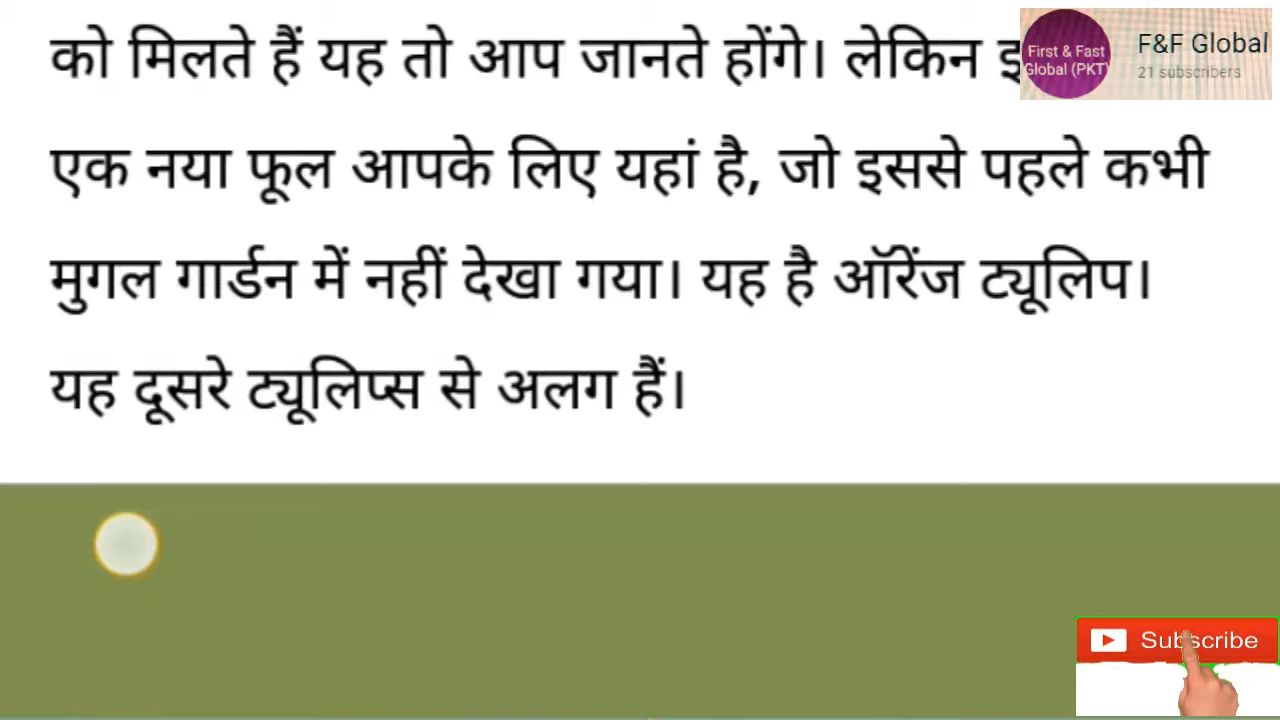 को मिलते हैं यह तो आप जानते होंगे। लेकिन
First & Fast
Global (PKT)
F&F Global
21 subscribers
एक नया फूल आपके लिए यहां है, जो इससे पहले कभी
मुगल गार्डन में नहीं देखा गया। यह है ऑरेंज ट्यूलिप।
यह दूसरे ट्यूलिप्स से अलग हैं।
Subscribe